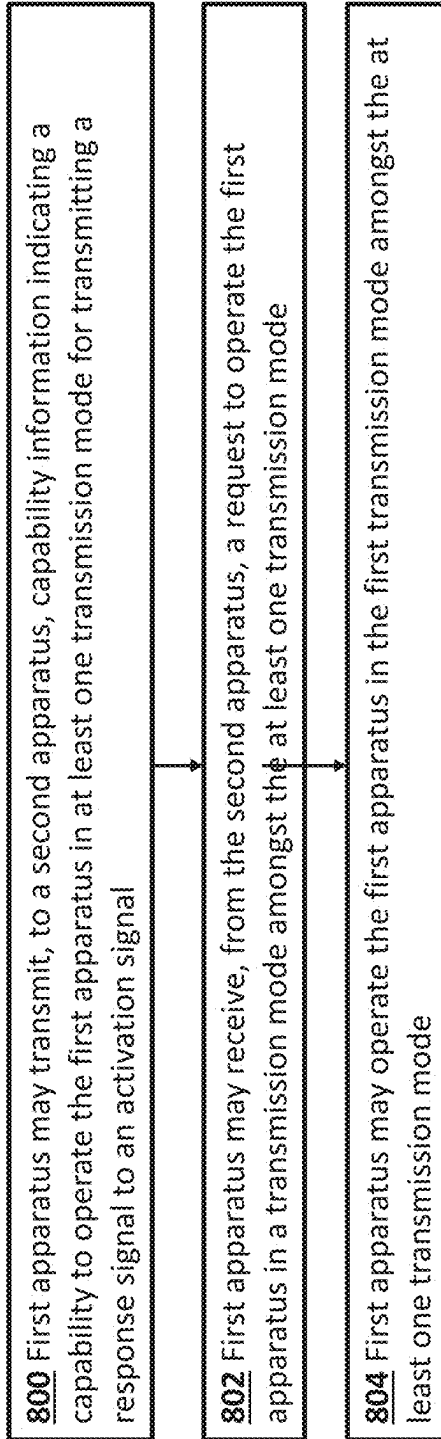 800 First apparatus may transmit, to a second apparatus, capability information indicating a
capability to operate the first apparatus in at least one transmission mode for transmitting a
response signal to an activation signal
802 First apparatus may receive, from the second apparatus, a request to operate the first
apparatus in a transmission mode amongst the at least one transmission mode
804 First apparatus may operate the first apparatus in the first transmission mode amongst the at
least one transmission mode